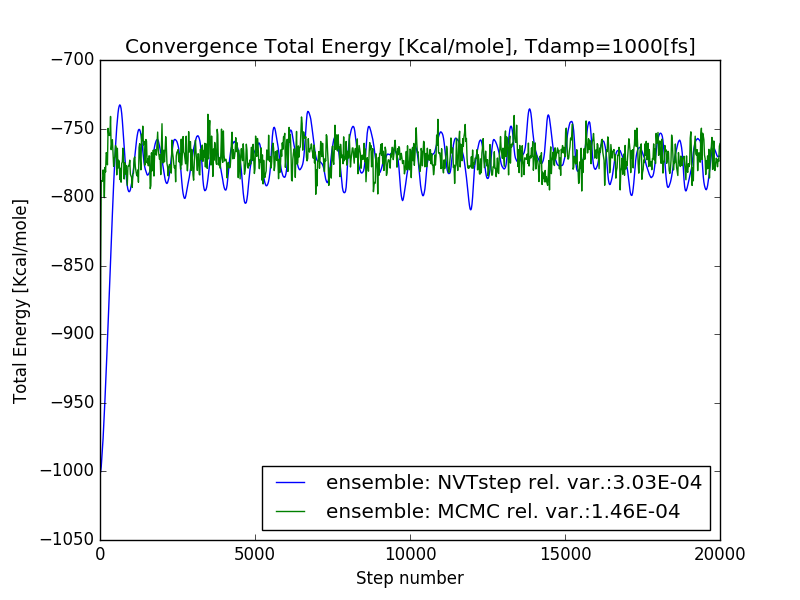 Convergence Total Energy [Kcal/mole], Tdamp=1000[fs]
−700
−750
−800
−850
−900
−950
−1000
−1050
Total Energy [Kcal/mole]
ensemble: NVTstep rel. var.:3.03E-04
ensemble: MCMC rel. var.:1.46E-04
0 5000 10000 15000 20000
Step number